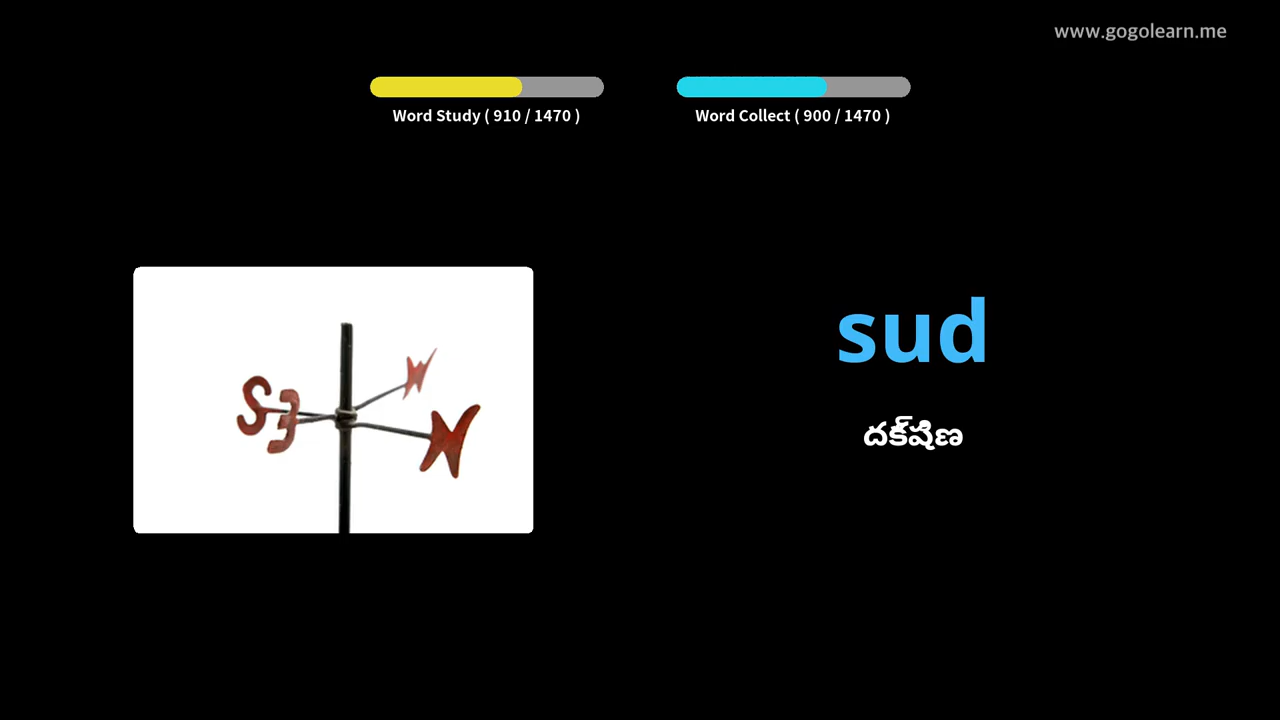 www.gogolearn.me
Word Study ( 910 / 1470 )
Word Collect ( 900 / 1470 )
S E N N
sud
దక్‌షిణ